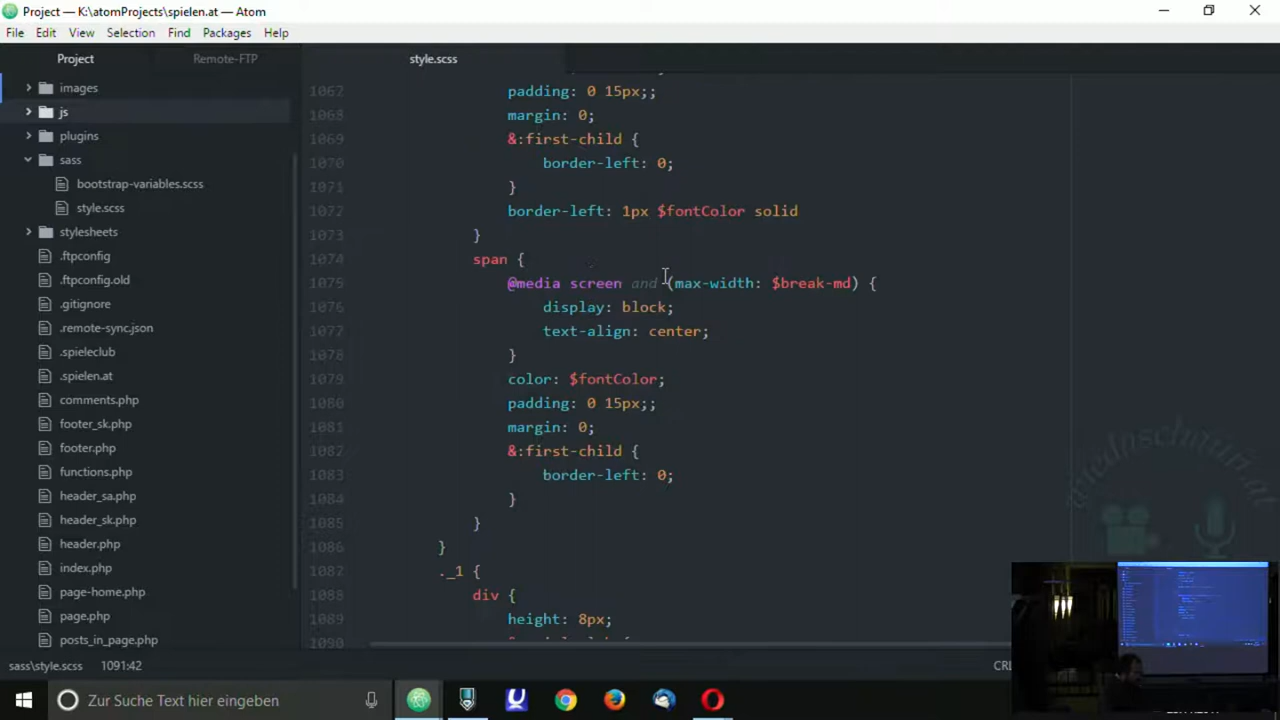 Project — K:\atomProjects\spielen.at — Atom
File Edit View Selection Find Packages Help
Project Remote-FTP style.scss
images
js
plugins
sass
bootstrap-variables.scss
style.scss
stylesheets
.ftpconfig
.ftpconfig.old
.gitignore
.remote-sync.json
.spieleclub
.spielen.at
comments.php
footer_sk.php
footer.php
functions.php
header_sa.php
header_sk.php
header.php
index.php
page-home.php
page.php
posts_in_page.php
1067 padding: 0 15px;;
1068 margin: 0;
1069 &:first-child {
1070 border-left: 0;
1071 }
1072 border-left: 1px $fontColor solid
1073 }
1074 span {
1075 @media screen and (max-width: $break-md) {
1076 display: block;
1077 text-align: center;
1078 }
1079 color: $fontColor;
1080 padding: 0 15px;;
1081 margin: 0;
1082 &:first-child {
1083 border-left: 0;
1084 }
1085 }
1086 }
1087 ._1 {
1088 div {
1089 height: 8px;
1090
sass\style.scss 1091:42
Zur Suche Text hier eingeben